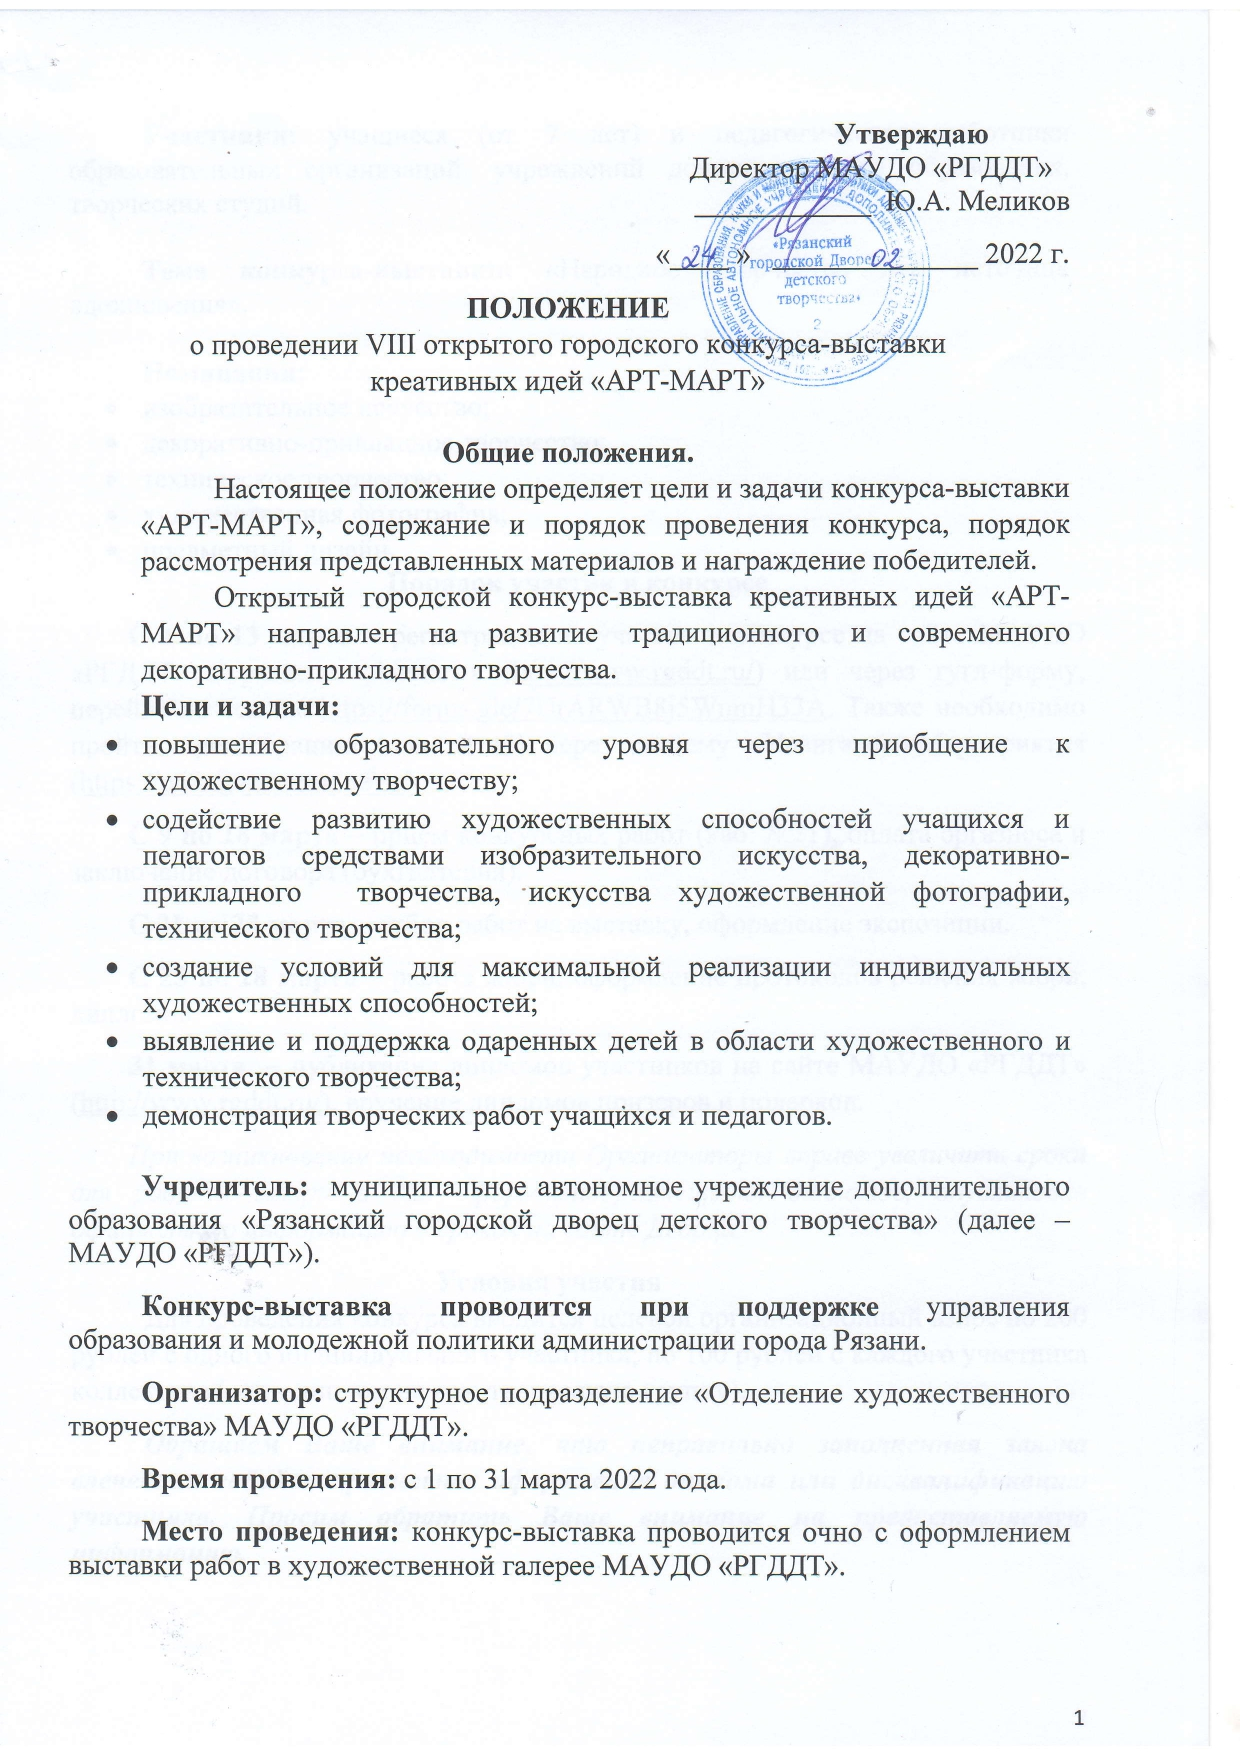 Утверждаю
Директор МАУДО «РГДДТ»
____________ Ю.А. Меликов
« 24 » 02 2022 г.
«Рязанский
городской Дворец
детского
творчества»
2
ПОЛОЖЕНИЕ
о проведении VIII открытого городского конкурса-выставки
креативных идей «АРТ-МАРТ»
Общие положения.
Настоящее положение определяет цели и задачи конкурса-выставки
«АРТ-МАРТ», содержание и порядок проведения конкурса, порядок
рассмотрения представленных материалов и награждение победителей.
Открытый городской конкурс-выставка креативных идей «АРТ-
МАРТ» направлен на развитие традиционного и современного
декоративно-прикладного творчества.
Цели и задачи:
• повышение образовательного уровня через приобщение к
художественному творчеству;
• содействие развитию художественных способностей учащихся и
педагогов средствами изобразительного искусства, декоративно-
прикладного творчества, искусства художественной фотографии,
технического творчества;
• создание условий для максимальной реализации индивидуальных
художественных способностей;
• выявление и поддержка одаренных детей в области художественного и
технического творчества;
• демонстрация творческих работ учащихся и педагогов.
Учредитель: муниципальное автономное учреждение дополнительного
образования «Рязанский городской дворец детского творчества» (далее –
МАУДО «РГДДТ»).
Конкурс-выставка проводится при поддержке управления
образования и молодежной политики администрации города Рязани.
Организатор: структурное подразделение «Отделение художественного
творчества» МАУДО «РГДДТ».
Время проведения: с 1 по 31 марта 2022 года.
Место проведения: конкурс-выставка проводится очно с оформлением
выставки работ в художественной галерее МАУДО «РГДДТ».
1